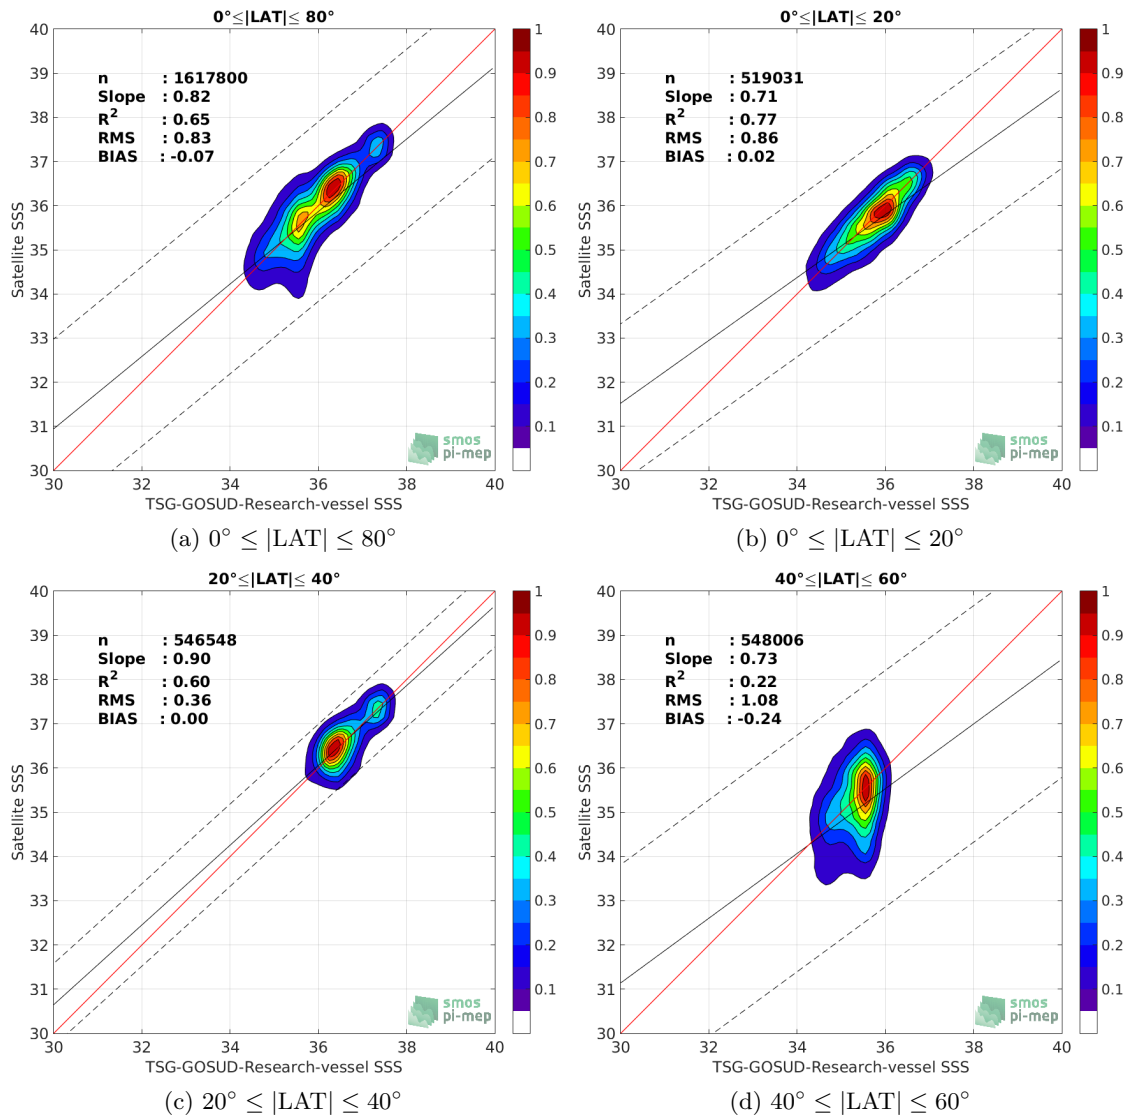 0°≤|LAT|≤ 80°
n : 1617800
Slope : 0.82
R² : 0.65
RMS : 0.83
BIAS : -0.07
40
39
38
37
36
35
34
33
32
31
30
Satellite SSS
30 32 34 36 38 40
TSG-GOSUD-Research-vessel SSS
1
0.9
0.8
0.7
0.6
0.5
0.4
0.3
0.2
0.1
smos
pi-mep
(a) 0° ≤ |LAT| ≤ 80°
0°≤|LAT|≤ 20°
n : 519031
Slope : 0.71
R² : 0.77
RMS : 0.86
BIAS : 0.02
40
39
38
37
36
35
34
33
32
31
30
Satellite SSS
30 32 34 36 38 40
TSG-GOSUD-Research-vessel SSS
1
0.9
0.8
0.7
0.6
0.5
0.4
0.3
0.2
0.1
smos
pi-mep
(b) 0° ≤ |LAT| ≤ 20°
20°≤|LAT|≤ 40°
n : 546548
Slope : 0.90
R² : 0.60
RMS : 0.36
BIAS : 0.00
40
39
38
37
36
35
34
33
32
31
30
Satellite SSS
30 32 34 36 38 40
TSG-GOSUD-Research-vessel SSS
1
0.9
0.8
0.7
0.6
0.5
0.4
0.3
0.2
0.1
smos
pi-mep
(c) 20° ≤ |LAT| ≤ 40°
40°≤|LAT|≤ 60°
n : 548006
Slope : 0.73
R² : 0.22
RMS : 1.08
BIAS : -0.24
40
39
38
37
36
35
34
33
32
31
30
Satellite SSS
30 32 34 36 38 40
TSG-GOSUD-Research-vessel SSS
1
0.9
0.8
0.7
0.6
0.5
0.4
0.3
0.2
0.1
smos
pi-mep
(d) 40° ≤ |LAT| ≤ 60°